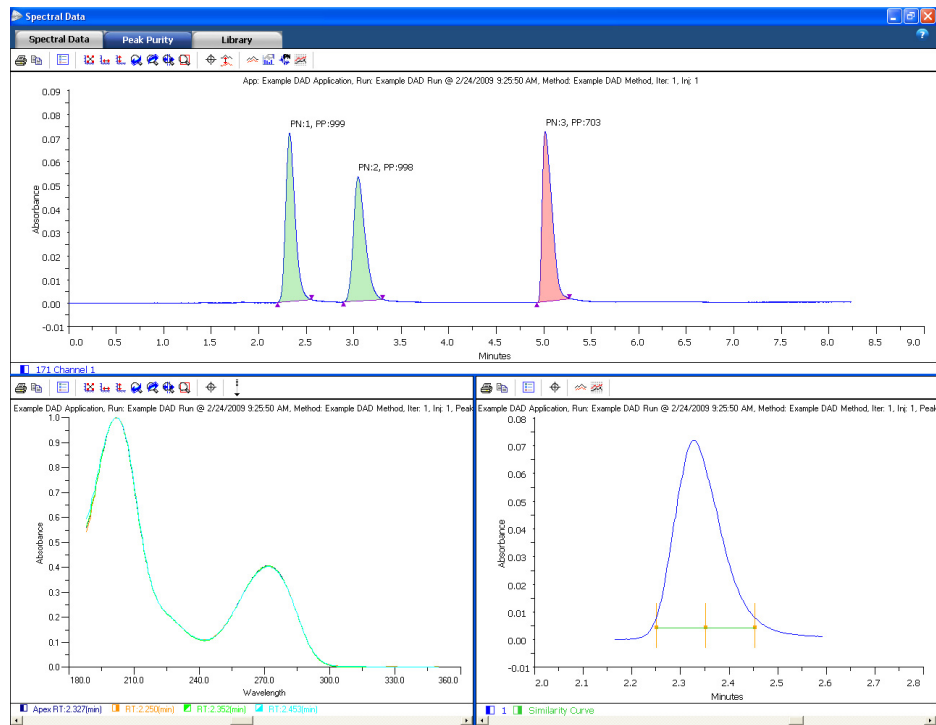 Spectral Data
Spectral Data Peak Purity Library
App: Example DAD Application, Run: Example DAD Run @ 2/24/2009 9:25:50 AM, Method: Example DAD Method, Iter: 1, Inj: 1
0.09
0.08
0.07
0.06
0.05
0.04
0.03
0.02
0.01
0.00
-0.01
Absorbance
PN:1, PP:999
PN:2, PP:998
PN:3, PP:703
0.0 0.5 1.0 1.5 2.0 2.5 3.0 3.5 4.0 4.5 5.0 5.5 6.0 6.5 7.0 7.5 8.0 8.5 9.0
Minutes
171 Channel 1
Example DAD Application, Run: Example DAD Run @ 2/24/2009 9:25:50 AM, Method: Example DAD Method, Iter: 1, Inj: 1, Peak
1.0
0.9
0.8
0.7
0.6
0.5
0.4
0.3
0.2
0.1
0.0
Absorbance
180.0 210.0 240.0 270.0 300.0 330.0 360.0
Wavelength
Apex RT:2.327(min) RT:2.250(min) RT:2.352(min) RT:2.453(min)
Example DAD Application, Run: Example DAD Run @ 2/24/2009 9:25:50 AM, Method: Example DAD Method, Iter: 1, Inj: 1, Peak
0.08
0.07
0.06
0.05
0.04
0.03
0.02
0.01
0.00
-0.01
Absorbance
2.0 2.1 2.2 2.3 2.4 2.5 2.6 2.7 2.8
Minutes
1 Similarity Curve